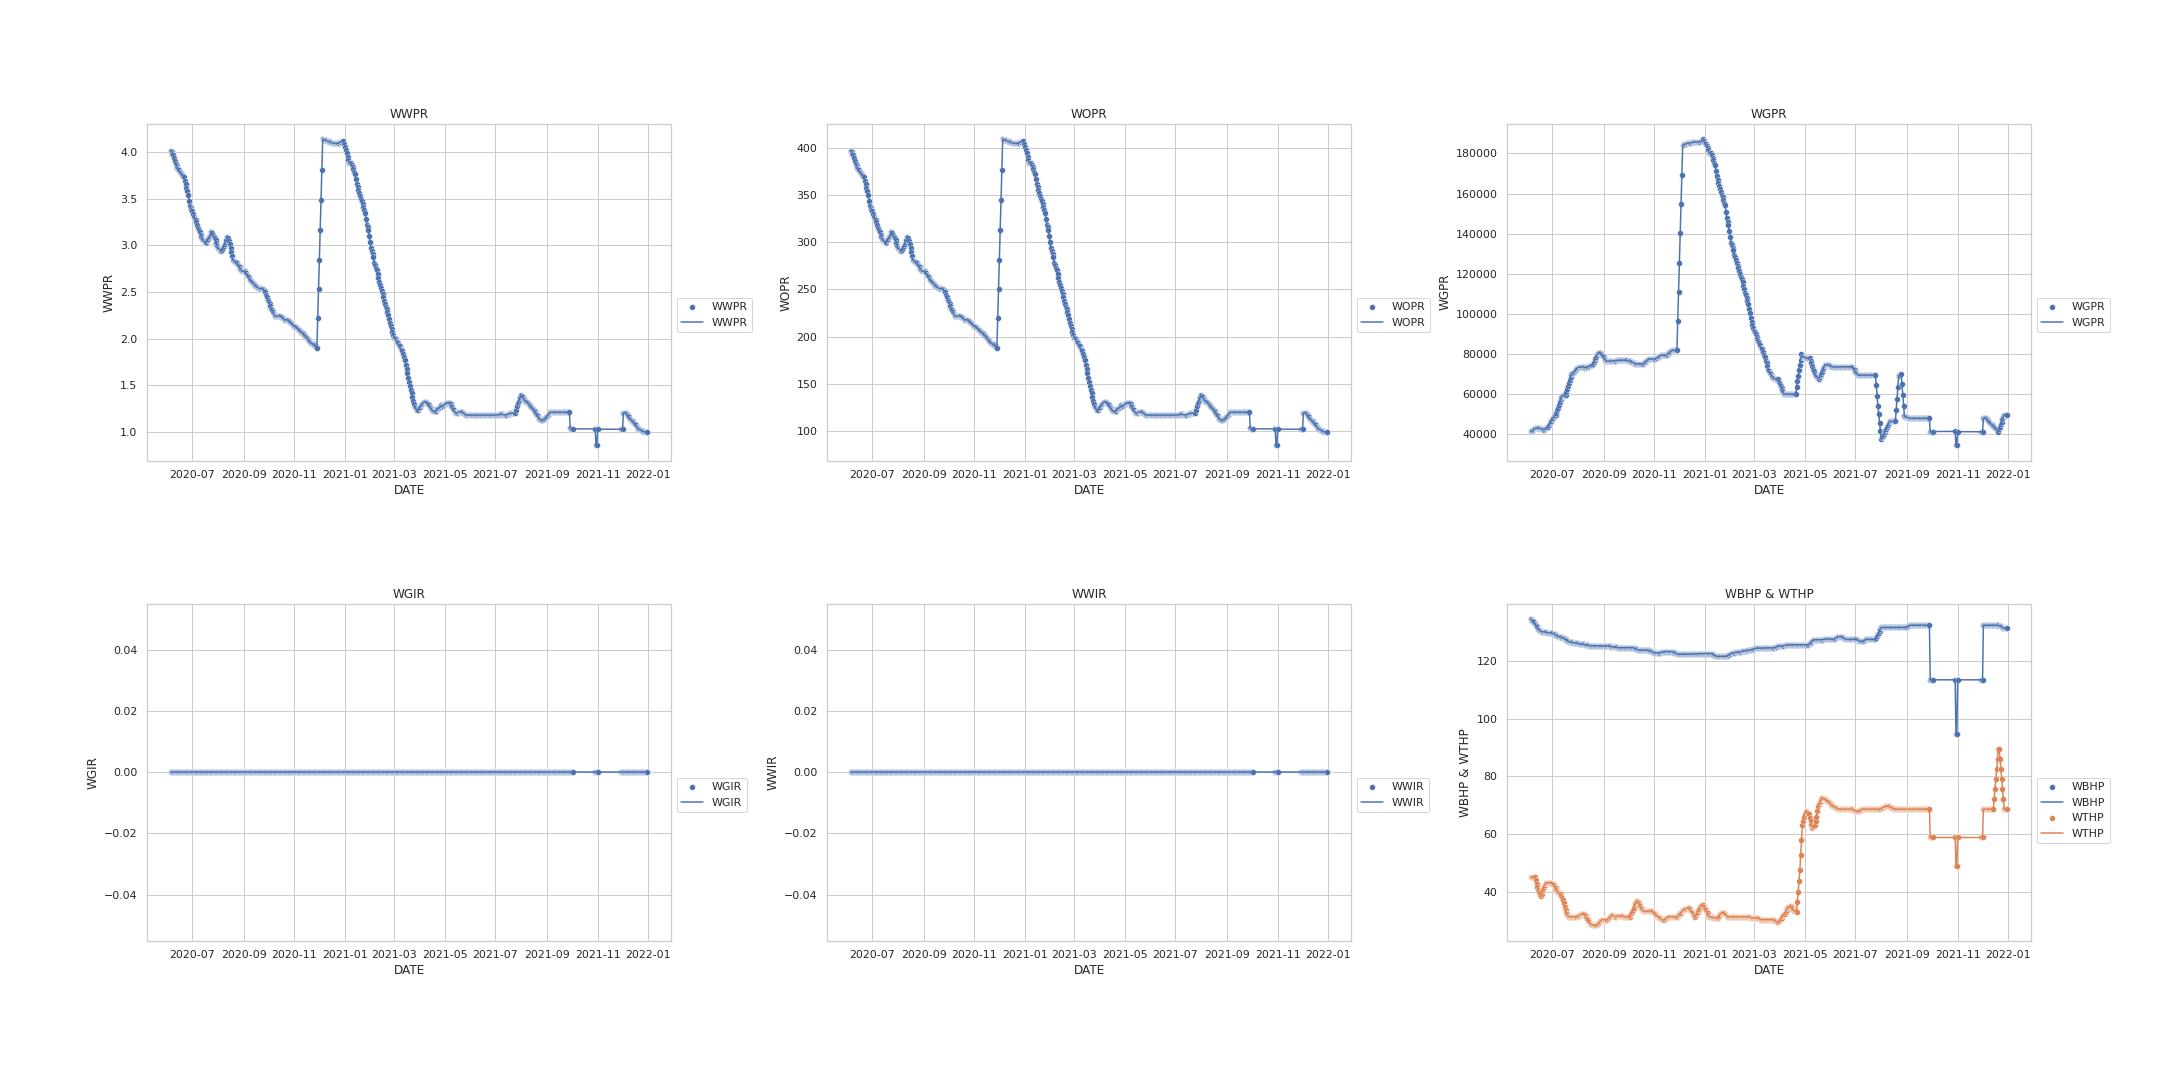 WWPR
4.0
3.5
3.0
2.5
2.0
1.5
1.0
WWPR
2020-07 2020-09 2020-11 2021-01 2021-03 2021-05 2021-07 2021-09 2021-11 2022-01
DATE
WWPR
WWPR
WOPR
400
350
300
250
200
150
100
WOPR
2020-07 2020-09 2020-11 2021-01 2021-03 2021-05 2021-07 2021-09 2021-11 2022-01
DATE
WOPR
WOPR
WGPR
180000
160000
140000
120000
100000
80000
60000
40000
WGPR
2020-07 2020-09 2020-11 2021-01 2021-03 2021-05 2021-07 2021-09 2021-11 2022-01
DATE
WGPR
WGPR
WGIR
0.04
0.02
0.00
−0.02
−0.04
WGIR
2020-07 2020-09 2020-11 2021-01 2021-03 2021-05 2021-07 2021-09 2021-11 2022-01
DATE
WGIR
WGIR
WWIR
0.04
0.02
0.00
−0.02
−0.04
WWIR
2020-07 2020-09 2020-11 2021-01 2021-03 2021-05 2021-07 2021-09 2021-11 2022-01
DATE
WWIR
WWIR
WBHP & WTHP
120
100
80
60
40
WBHP & WTHP
2020-07 2020-09 2020-11 2021-01 2021-03 2021-05 2021-07 2021-09 2021-11 2022-01
DATE
WBHP
WBHP
WTHP
WTHP